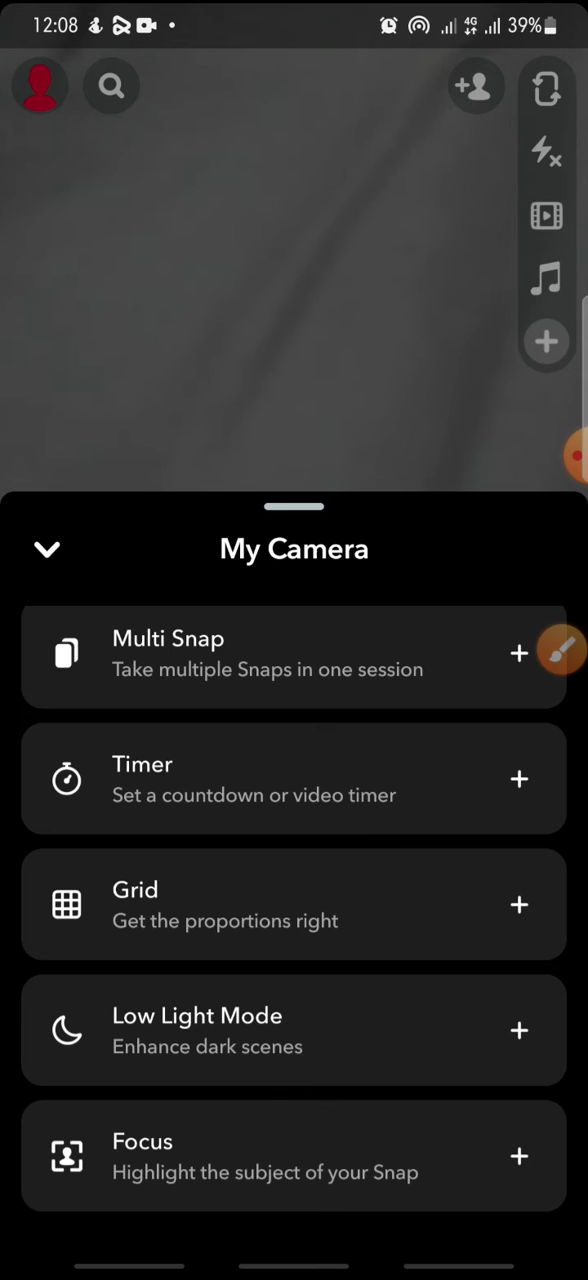 12:08
4G
39%
My Camera
Multi Snap
Take multiple Snaps in one session
Timer
Set a countdown or video timer
Grid
Get the proportions right
Low Light Mode
Enhance dark scenes
Focus
Highlight the subject of your Snap